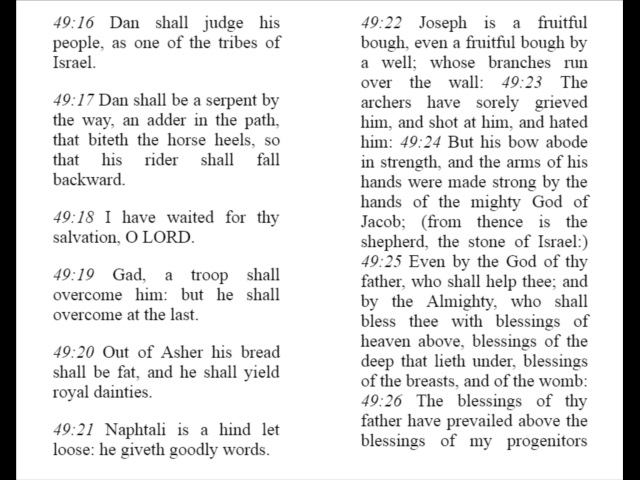 49:16 Dan shall judge his
people, as one of the tribes of
Israel.
49:17 Dan shall be a serpent by
the way, an adder in the path,
that biteth the horse heels, so
that his rider shall fall
backward.
49:18 I have waited for thy
salvation, O LORD.
49:19 Gad, a troop shall
overcome him: but he shall
overcome at the last.
49:20 Out of Asher his bread
shall be fat, and he shall yield
royal dainties.
49:21 Naphtali is a hind let
loose: he giveth goodly words.
49:22 Joseph is a fruitful
bough, even a fruitful bough by
a well; whose branches run
over the wall: 49:23 The
archers have sorely grieved
him, and shot at him, and hated
him: 49:24 But his bow abode
in strength, and the arms of his
hands were made strong by the
hands of the mighty God of
Jacob; (from thence is the
shepherd, the stone of Israel:)
49:25 Even by the God of thy
father, who shall help thee; and
by the Almighty, who shall
bless thee with blessings of
heaven above, blessings of the
deep that lieth under, blessings
of the breasts, and of the womb:
49:26 The blessings of thy
father have prevailed above the
blessings of my progenitors